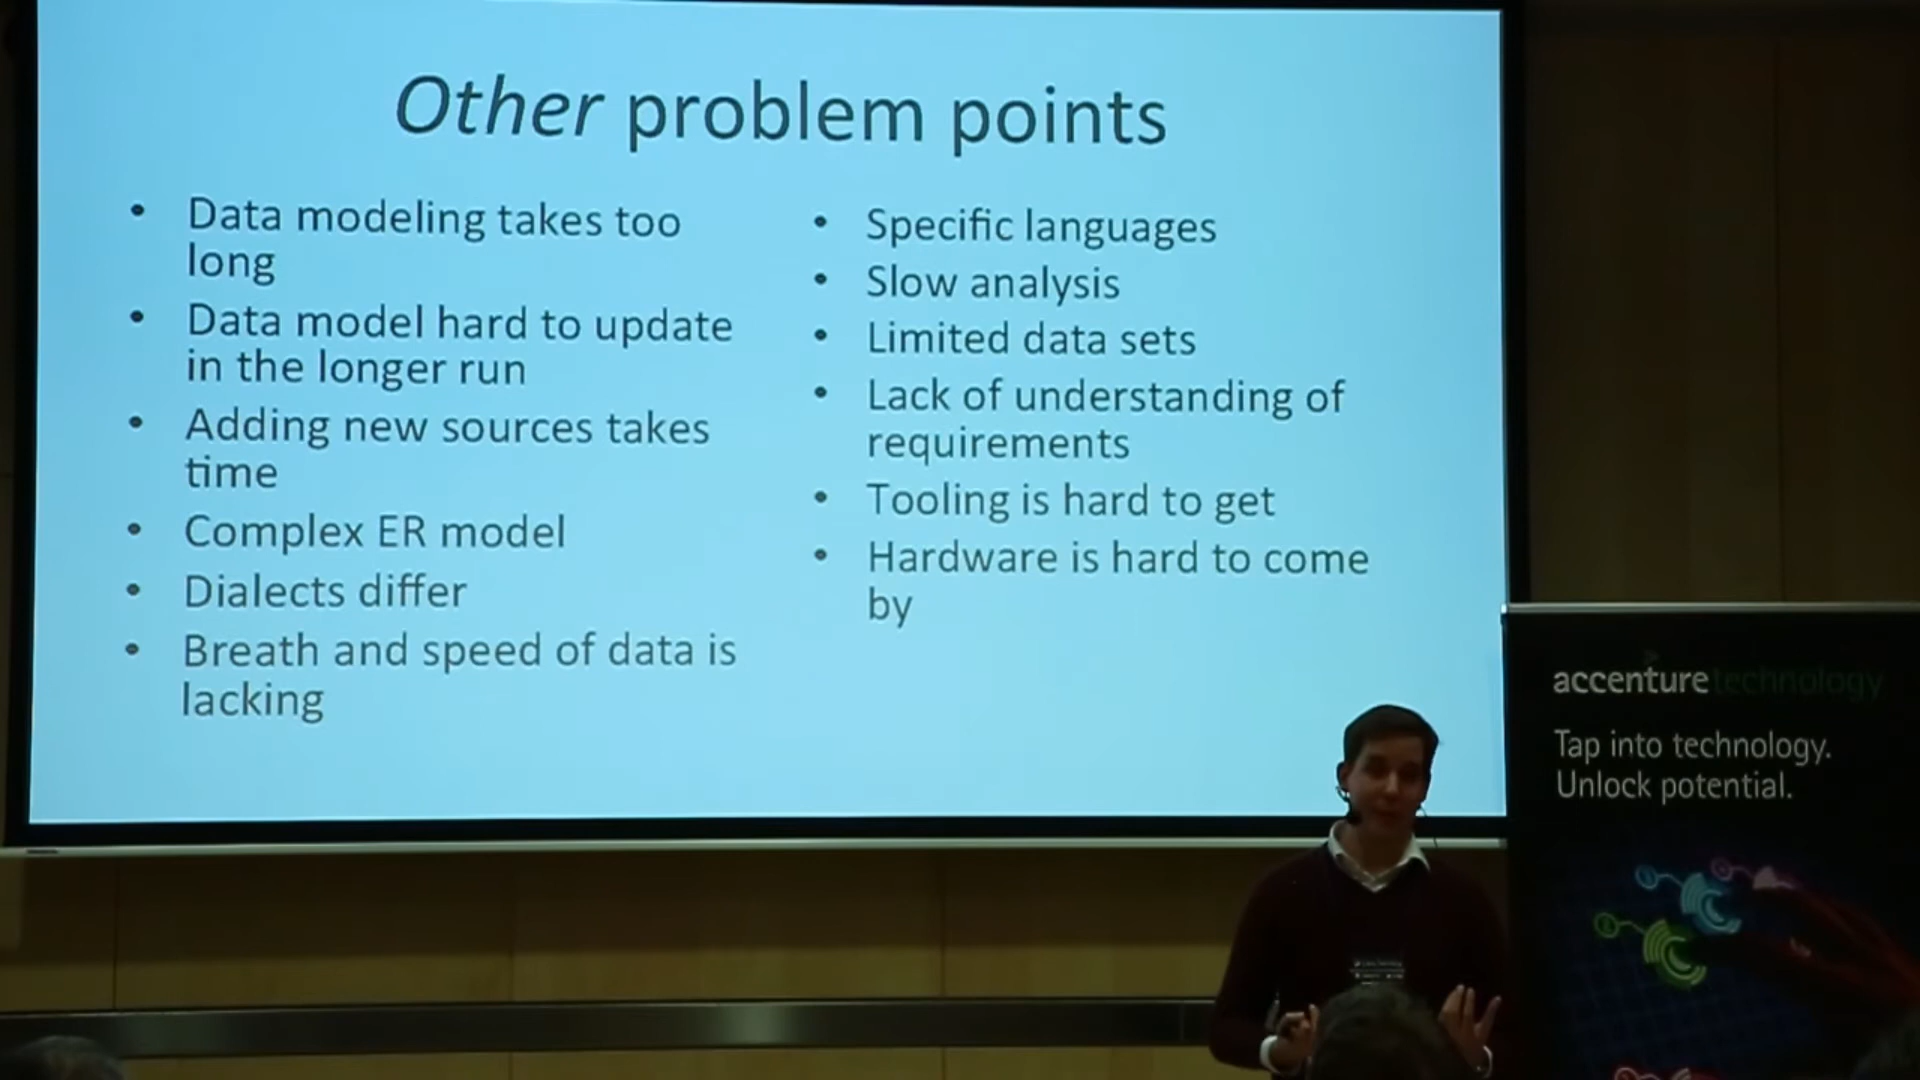 Other problem points
• Data modeling takes too
long
• Data model hard to update
in the longer run
• Adding new sources takes
time
• Complex ER model
• Dialects differ
• Breath and speed of data is
lacking
• Specific languages
• Slow analysis
• Limited data sets
• Lack of understanding of
requirements
• Tooling is hard to get
• Hardware is hard to come
by
accenturetechnology
Tap into technology.
Unlock potential.